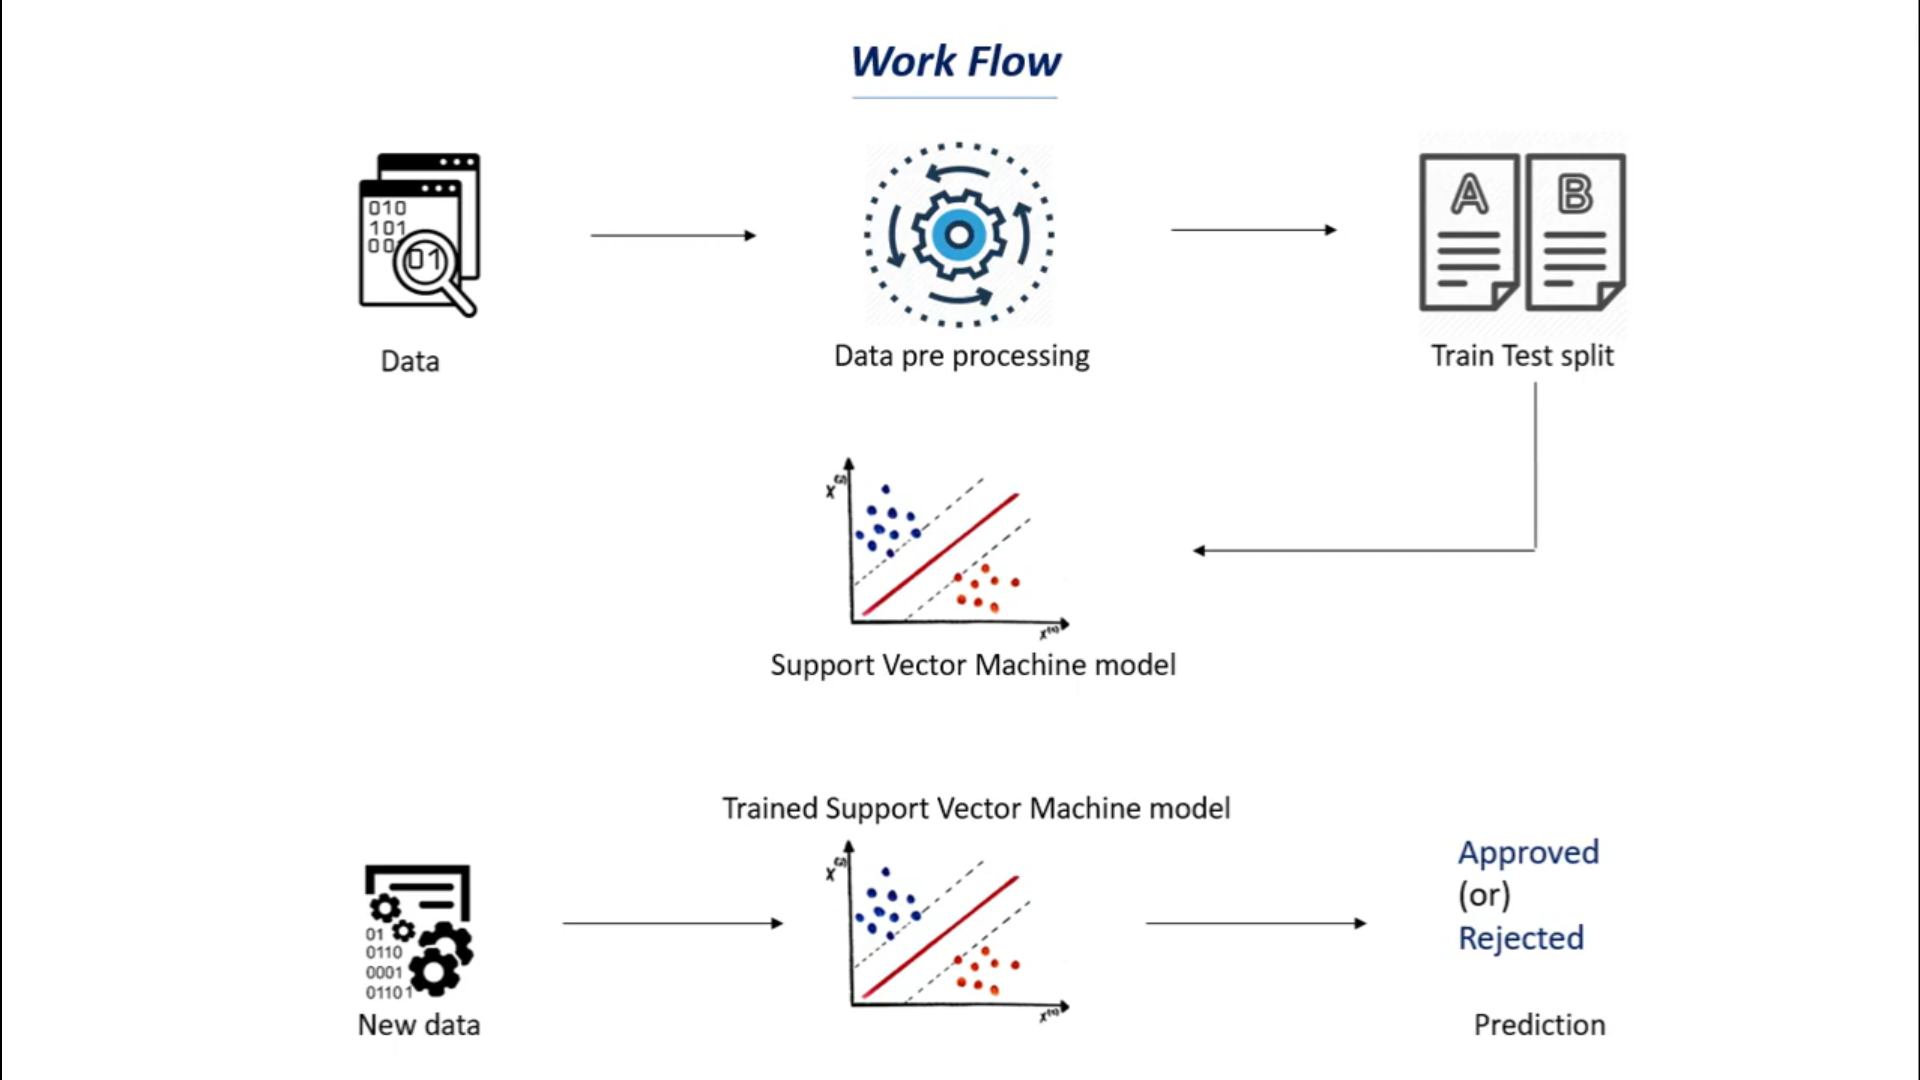 Work Flow
010
101
00
01
A
B
Data
Data pre processing
Train Test split
X(2)
X(1)
Support Vector Machine model
Trained Support Vector Machine model
X(2)
X(1)
Approved
(or)
Rejected
01
0110
0001
01101
New data
Prediction